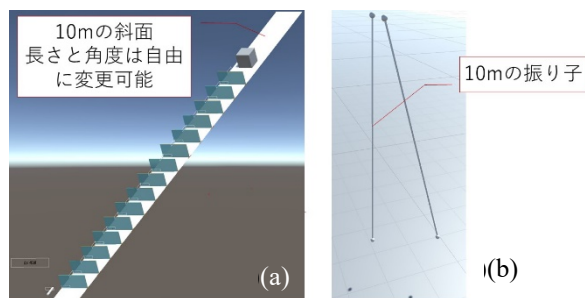 10mの斜面
長さと角度は自由
に変更可能
10mの振り子
(a)
)(b)